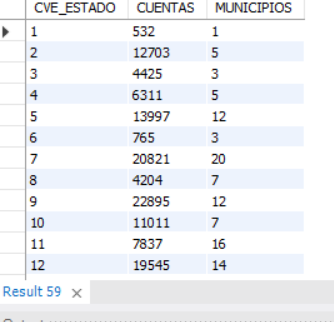 CVE_ESTADO CUENTAS MUNICIPIOS
1 532 1
2 12703 5
3 4425 3
4 6311 5
5 13997 12
6 765 3
7 20821 20
8 4204 7
9 22895 12
10 11011 7
11 7837 16
12 19545 14
Result 59 ×